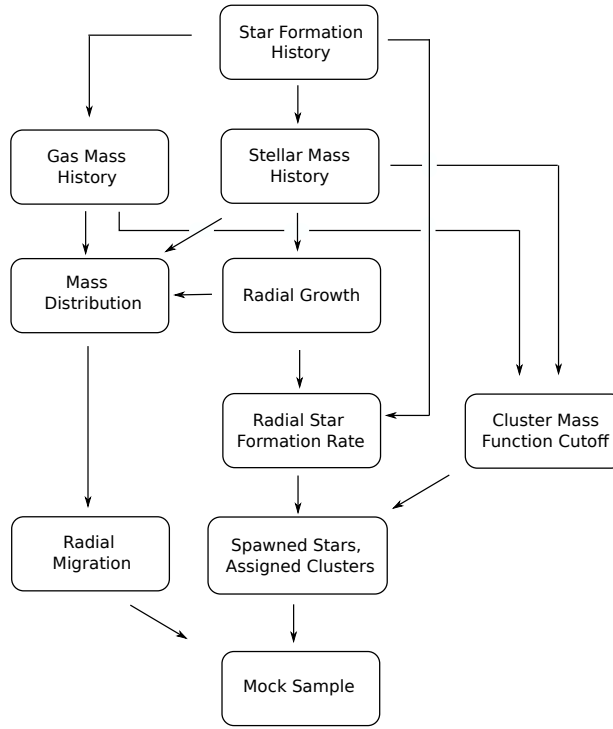 Star Formation
History
Gas Mass
History
Stellar Mass
History
Mass
Distribution
Radial Growth
Radial Star
Formation Rate
Cluster Mass
Function Cutoff
Radial
Migration
Spawned Stars,
Assigned Clusters
Mock Sample